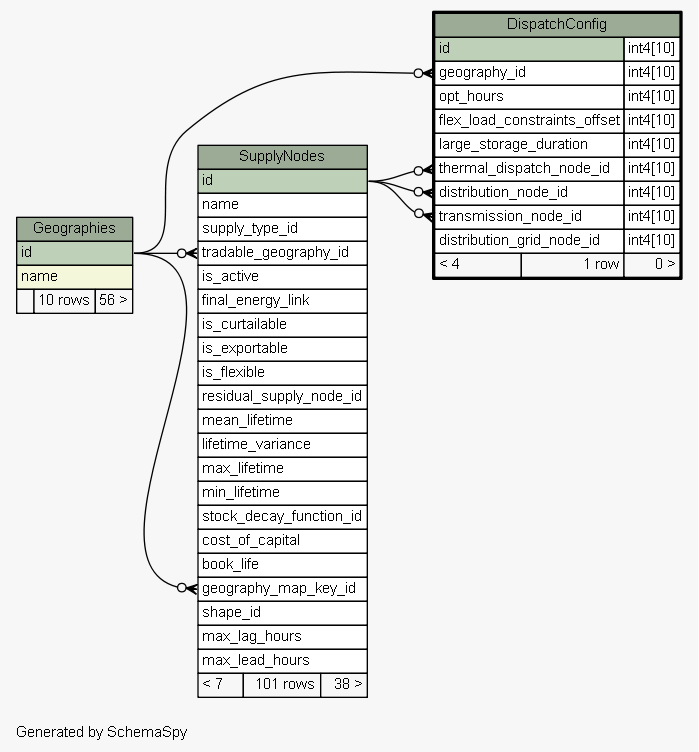 DispatchConfig
id int4[10]
geography_id int4[10]
opt_hours int4[10]
flex_load_constraints_offset int4[10]
large_storage_duration int4[10]
thermal_dispatch_node_id int4[10]
distribution_node_id int4[10]
transmission_node_id int4[10]
distribution_grid_node_id int4[10]
< 4 1 row 0 >
SupplyNodes
id
name
supply_type_id
tradable_geography_id
is_active
final_energy_link
is_curtailable
is_exportable
is_flexible
residual_supply_node_id
mean_lifetime
lifetime_variance
max_lifetime
min_lifetime
stock_decay_function_id
cost_of_capital
book_life
geography_map_key_id
shape_id
max_lag_hours
max_lead_hours
< 7 101 rows 38 >
Geographies
id
name
10 rows 56 >
Generated by SchemaSpy